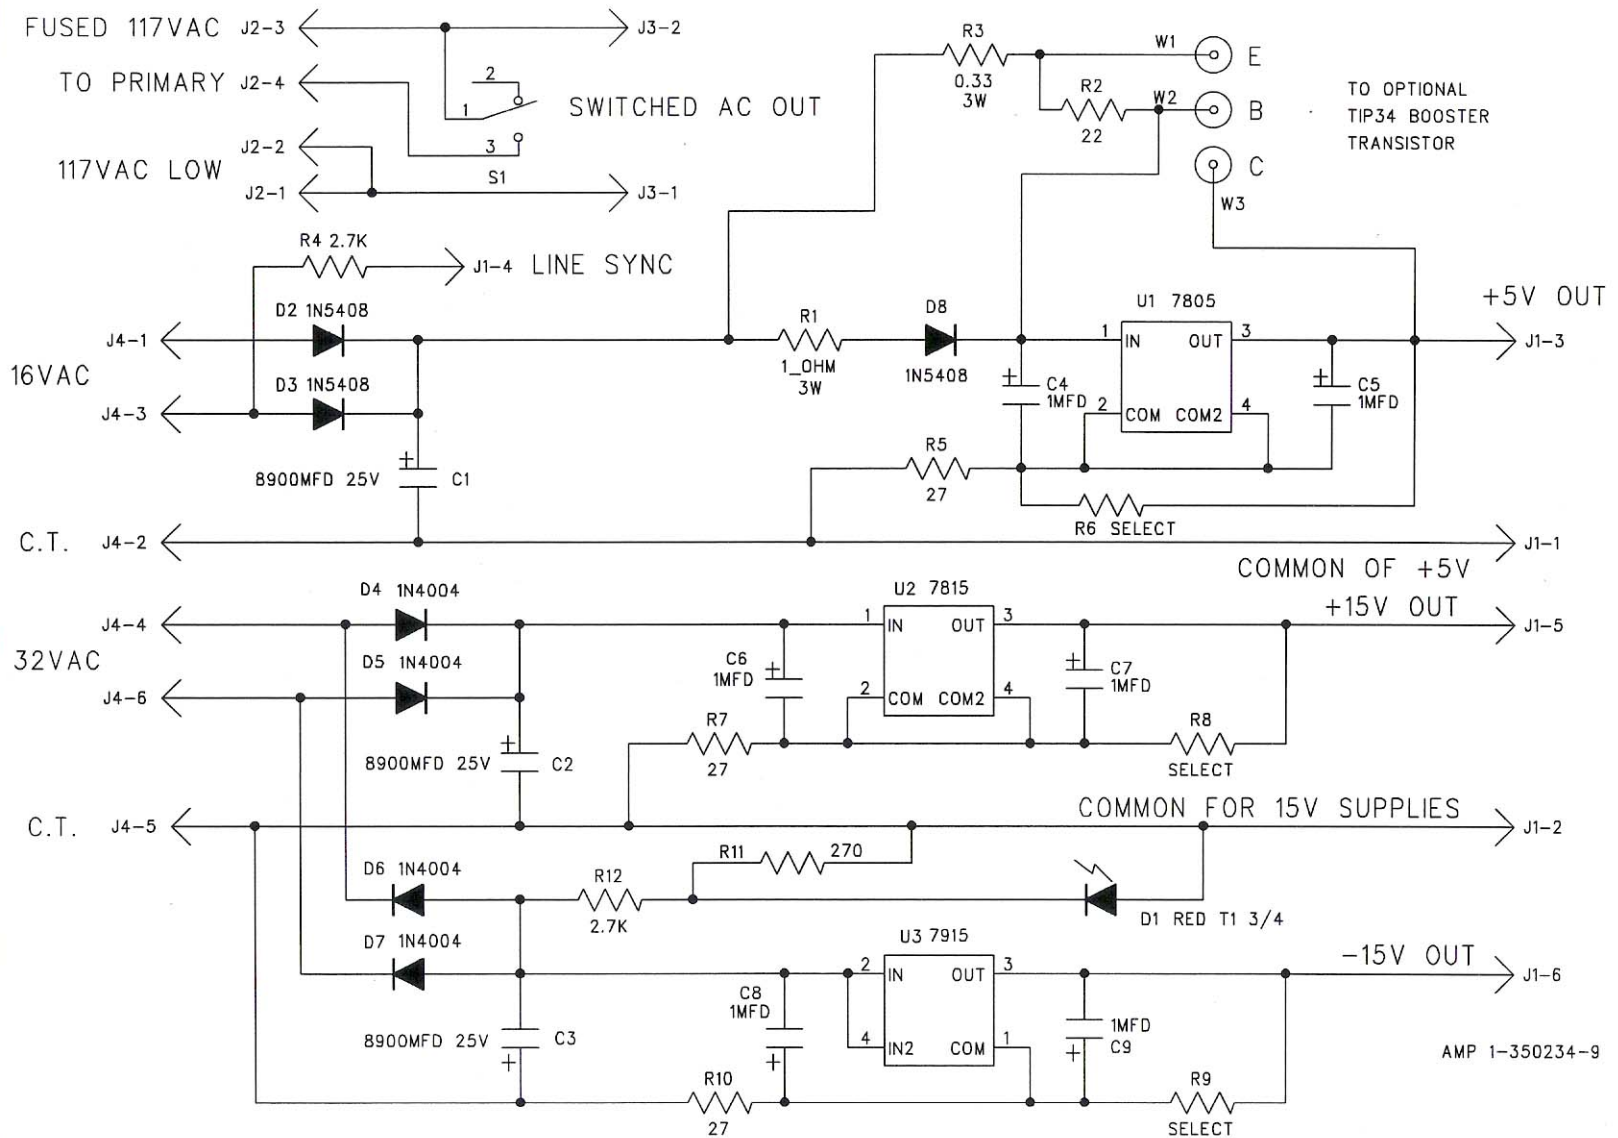 FUSED 117VAC J2-3
J3-2
TO PRIMARY J2-4
2
1
3
S1
SWITCHED AC OUT
J2-2
117VAC LOW
J2-1
J3-1
R3
0.33
3W
W1
E
R2
22
W2
B
C
W3
TO OPTIONAL
TIP34 BOOSTER
TRANSISTOR
R4 2.7K
J1-4 LINE SYNC
D2 1N5408
J4-1
16VAC
D3 1N5408
J4-3
R1
1_OHM
3W
D8
1N5408
U1 7805
1
IN
OUT
3
2
COM
COM2
4
+5V OUT
J1-3
C4
1MFD
C5
1MFD
+
+
R5
27
R6 SELECT
+
8900MFD 25V
C1
C.T. J4-2
J1-1
COMMON OF +5V
D4 1N4004
J4-4
32VAC
D5 1N4004
J4-6
U2 7815
1
IN
OUT
3
2
COM
COM2
4
+15V OUT
J1-5
C6
1MFD
+
+
C7
1MFD
R7
27
R8
SELECT
+
8900MFD 25V
C2
C.T. J4-5
COMMON FOR 15V SUPPLIES
J1-2
R11
270
D6 1N4004
R12
2.7K
D1 RED T1 3/4
D7 1N4004
U3 7915
2
IN
OUT
3
4
IN2
COM
1
-15V OUT
J1-6
C8
1MFD
+
1MFD
C9
+
8900MFD 25V
C3
+
R10
27
R9
SELECT
AMP 1-350234-9